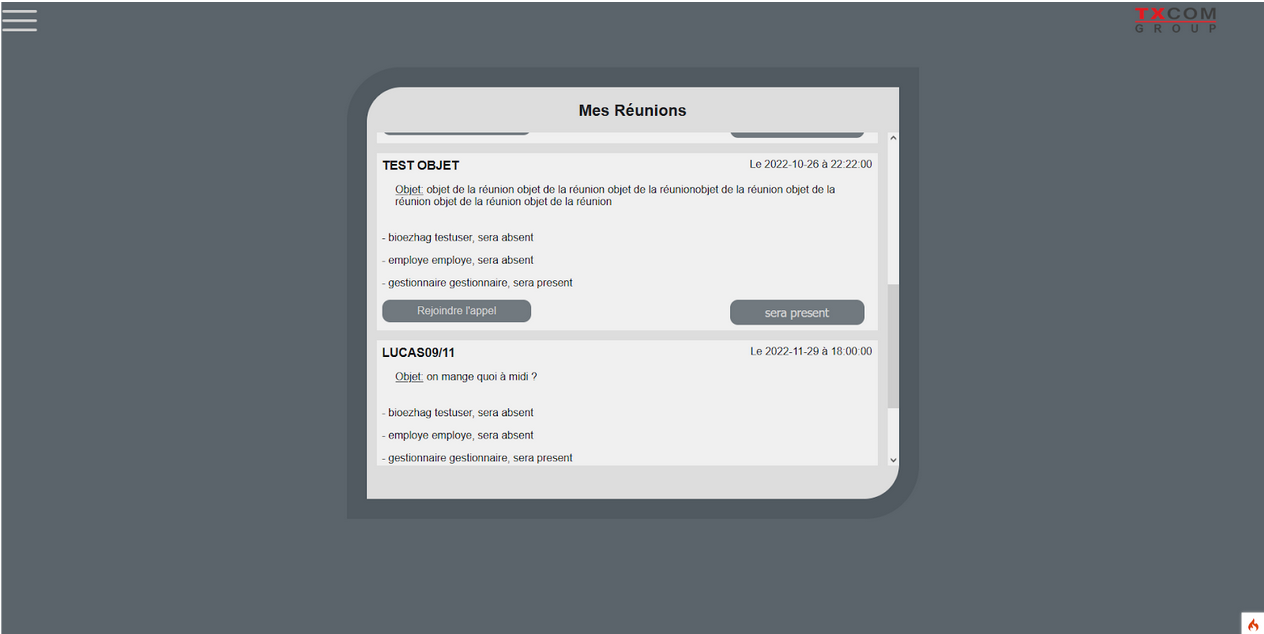 TXCOM
GROUP
Mes Réunions
TEST OBJET
Le 2022-10-26 à 22:22:00
Objet: objet de la réunion objet de la réunion objet de la réunionobjet de la réunion objet de la
réunion objet de la réunion objet de la réunion
- bioezhag testuser, sera absent
- employe employe, sera absent
- gestionnaire gestionnaire, sera present
Rejoindre l'appel
sera present
LUCAS09/11
Le 2022-11-29 à 18:00:00
Objet: on mange quoi à midi ?
- bioezhag testuser, sera absent
- employe employe, sera absent
- gestionnaire gestionnaire, sera present